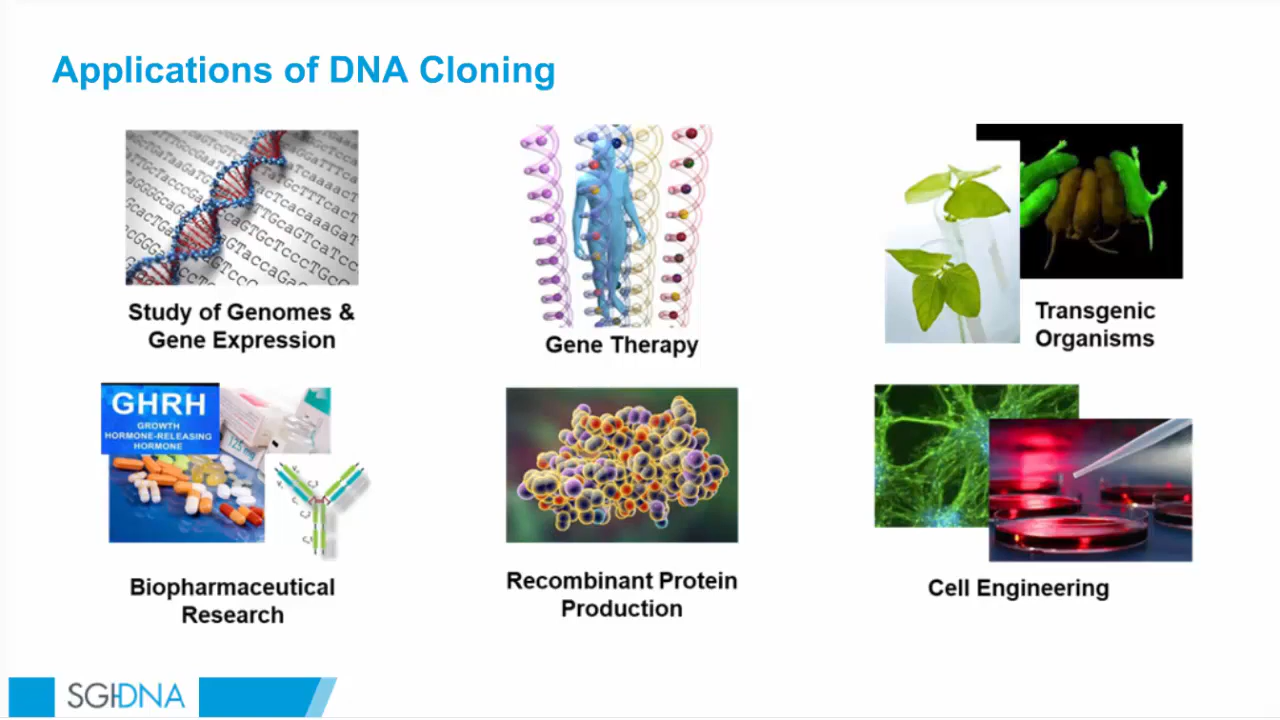 Applications of DNA Cloning
Study of Genomes &
Gene Expression
Gene Therapy
Transgenic
Organisms
GHRH
GROWTH
HORMONE-RELEASING
HORMONE
Biopharmaceutical
Research
Recombinant Protein
Production
Cell Engineering
SGI-DNA